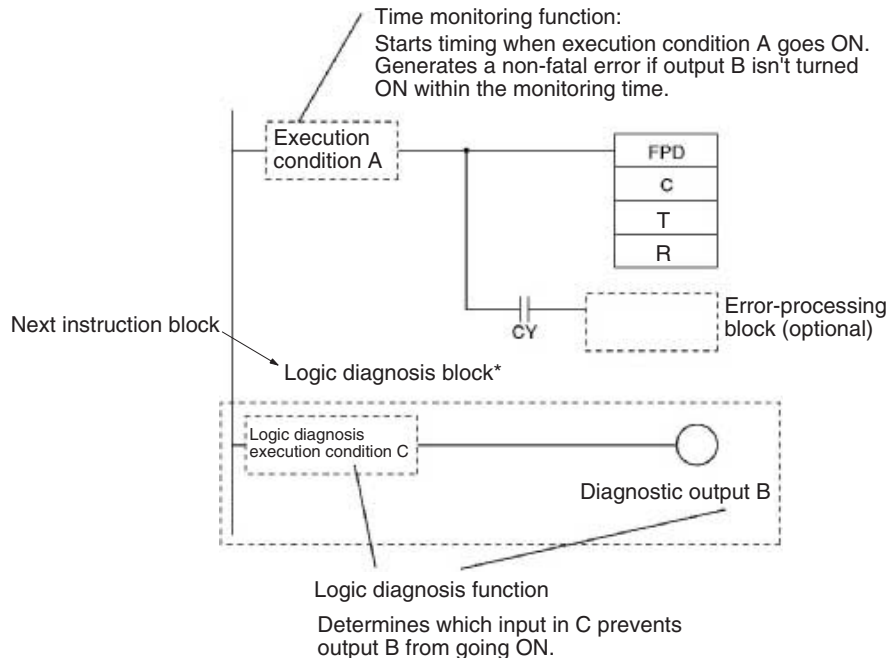 Time monitoring function:
Starts timing when execution condition A goes ON.
Generates a non-fatal error if output B isn't turned
ON within the monitoring time.
Execution
condition A
FPD
C
T
R
CY
Error-processing
block (optional)
Next instruction block
Logic diagnosis block*
Logic diagnosis
execution condition C
Diagnostic output B
Logic diagnosis function
Determines which input in C prevents
output B from going ON.